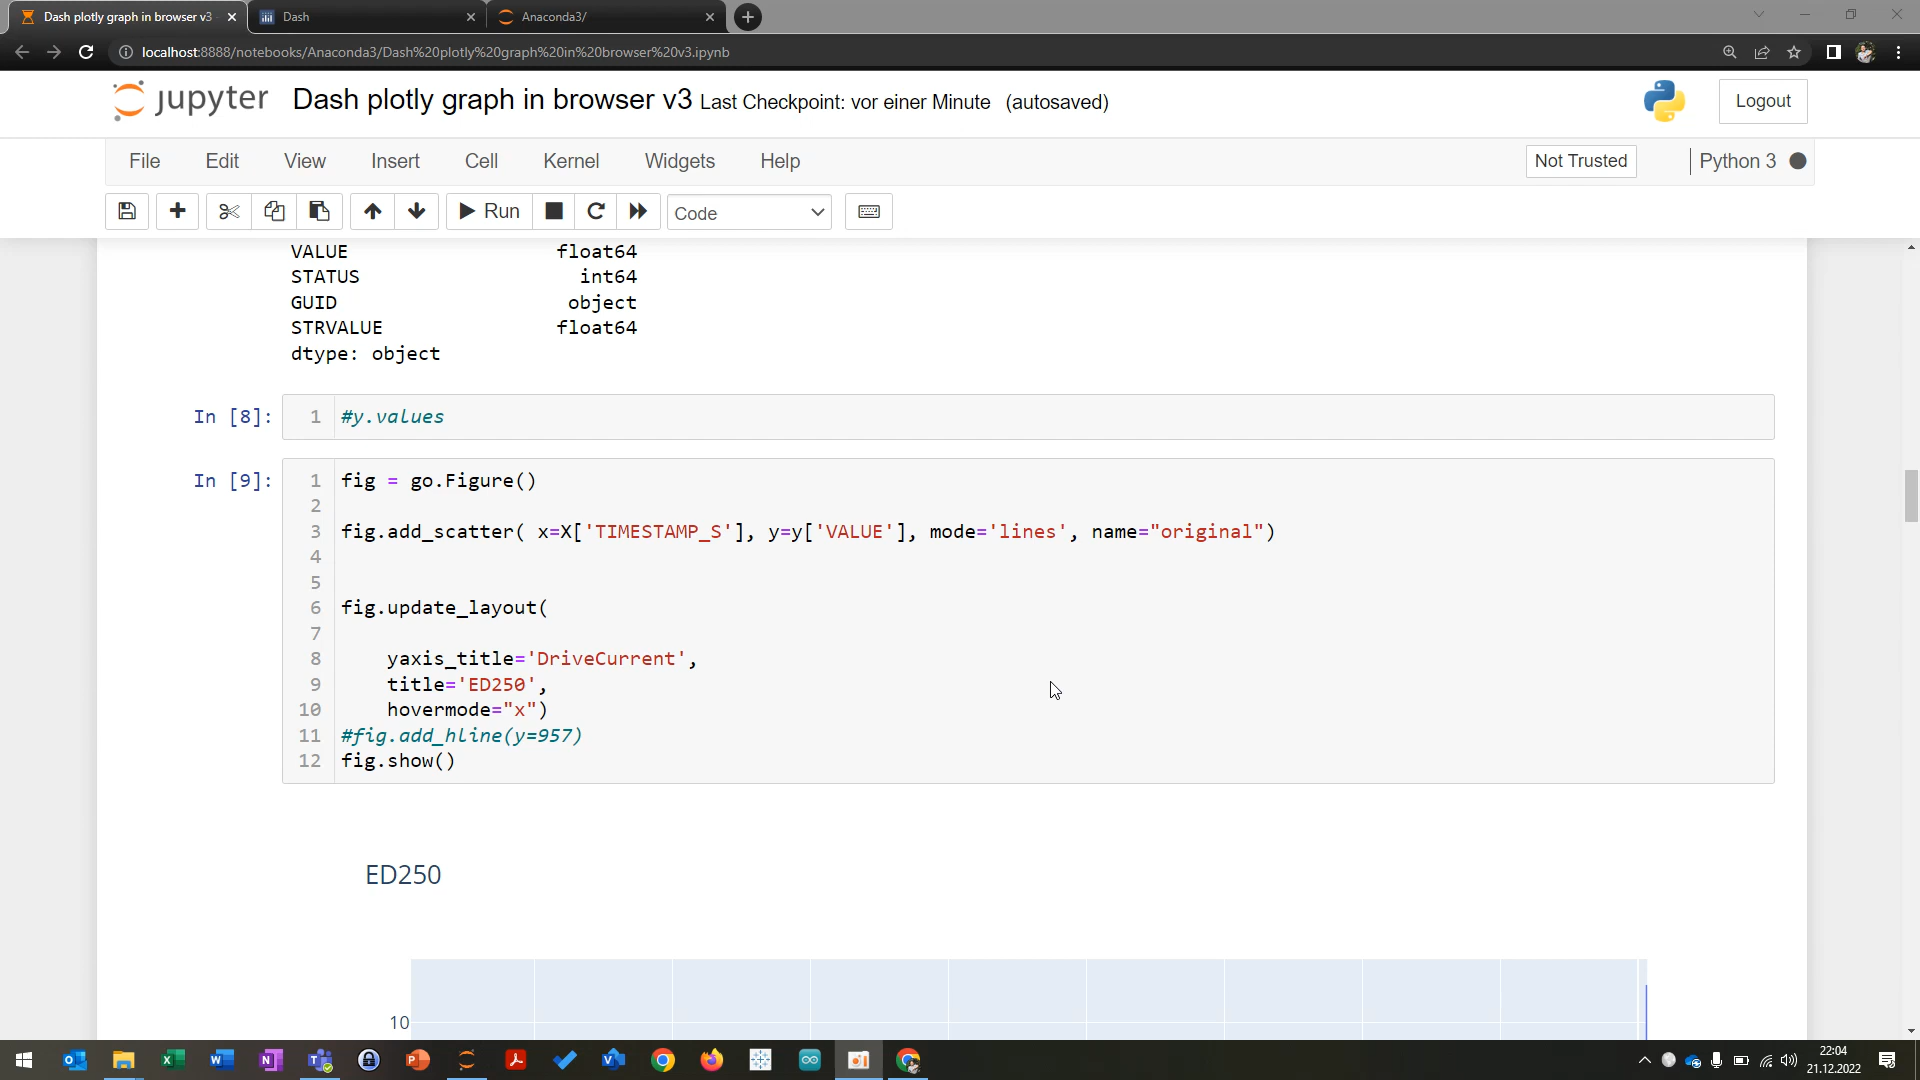 Dash plotly graph in browser v3
Dash
Anaconda3/
localhost:8888/notebooks/Anaconda3/Dash%20plotly%20graph%20in%20browser%20v3.ipynb
jupyter Dash plotly graph in browser v3 Last Checkpoint: vor einer Minute (autosaved)
Logout
File Edit View Insert Cell Kernel Widgets Help
Not Trusted
Python 3
Run
Code
VALUE float64
STATUS int64
GUID object
STRVALUE float64
dtype: object
In [8]:
1 #y.values
In [9]:
1 fig = go.Figure()
2
3 fig.add_scatter( x=X['TIMESTAMP_S'], y=y['VALUE'], mode='lines', name="original")
4
5
6 fig.update_layout(
7
8 yaxis_title='DriveCurrent',
9 title='ED250',
10 hovermode="x")
11 #fig.add_hline(y=957)
12 fig.show()
ED250
10
22:04
21.12.2022